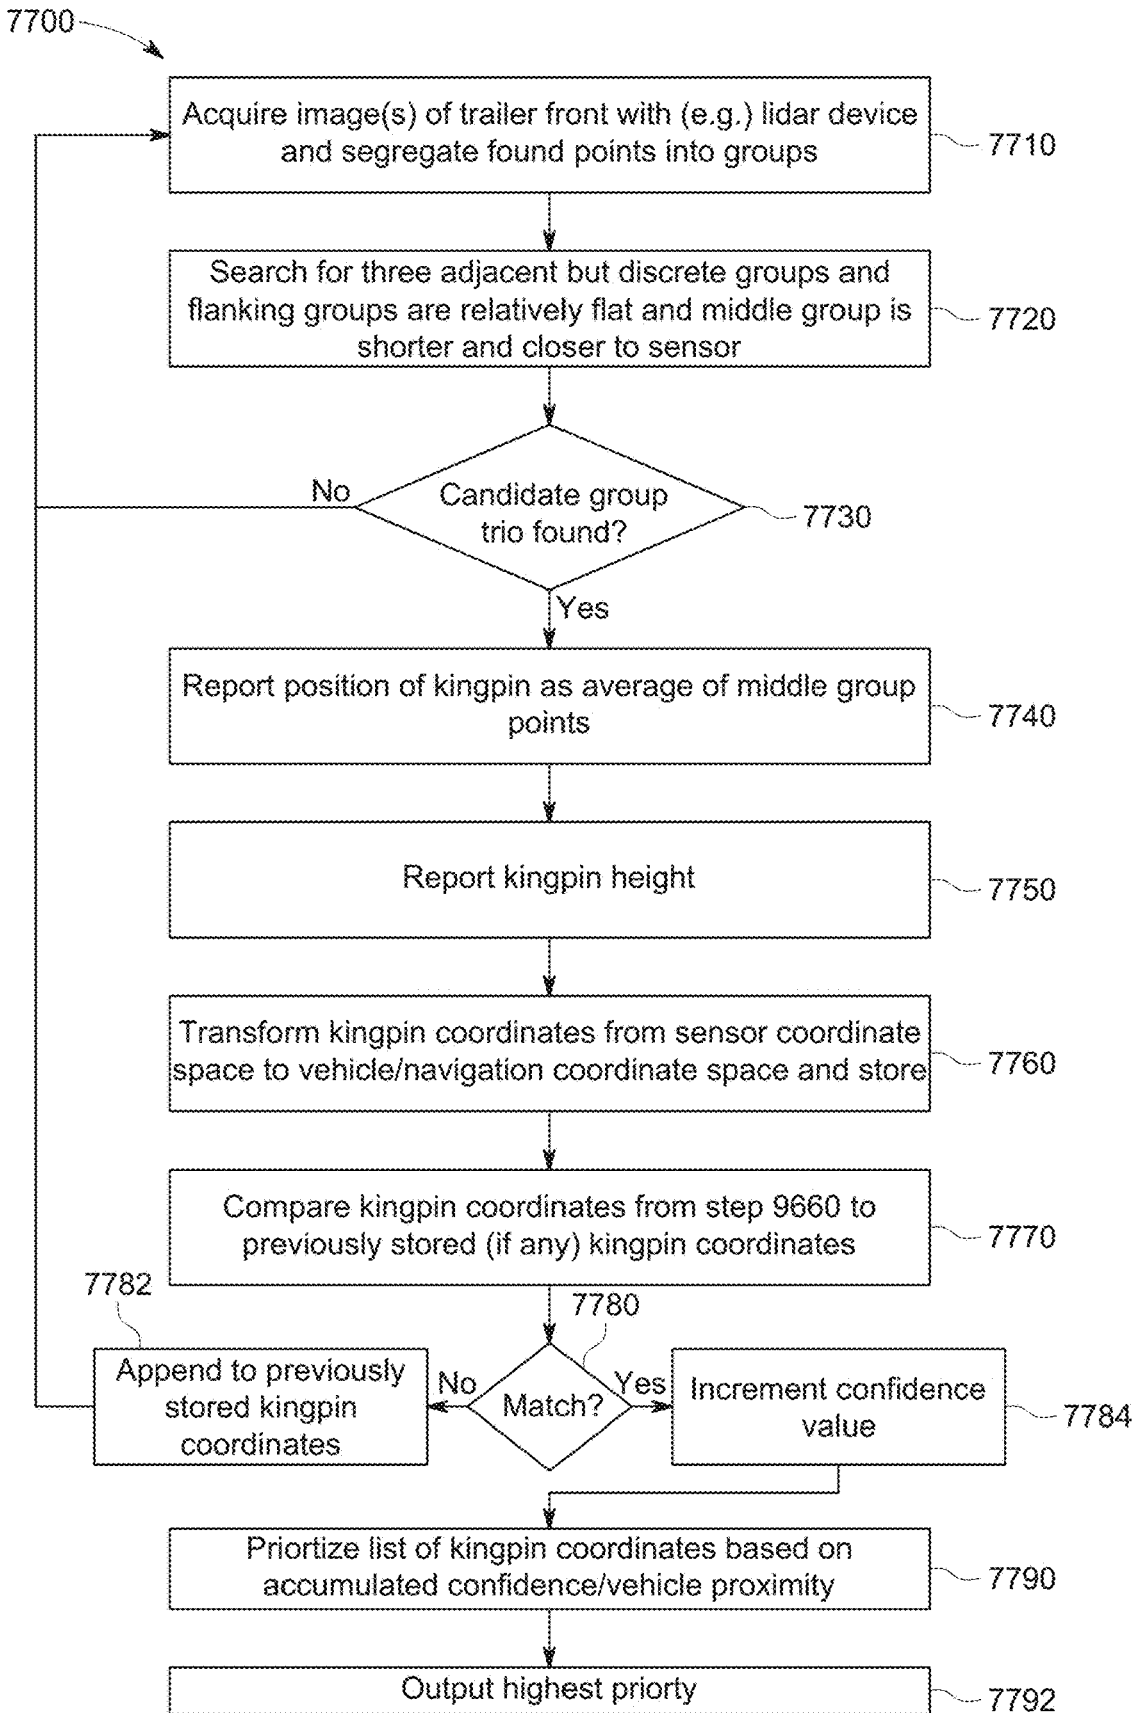 7700
Acquire image(s) of trailer front with (e.g.) lidar device
and segregate found points into groups
7710
Search for three adjacent but discrete groups and
flanking groups are relatively flat and middle group is
shorter and closer to sensor
7720
No
Candidate group
trio found?
7730
Yes
Report position of kingpin as average of middle group
points
7740
Report kingpin height
7750
Transform kingpin coordinates from sensor coordinate
space to vehicle/navigation coordinate space and store
7760
Compare kingpin coordinates from step 9660 to
previously stored (if any) kingpin coordinates
7770
7782
7780
Append to previously
stored kingpin
coordinates
No
Match?
Yes
Increment confidence
value
7784
Priortize list of kingpin coordinates based on
accumulated confidence/vehicle proximity
7790
Output highest priorty
7792